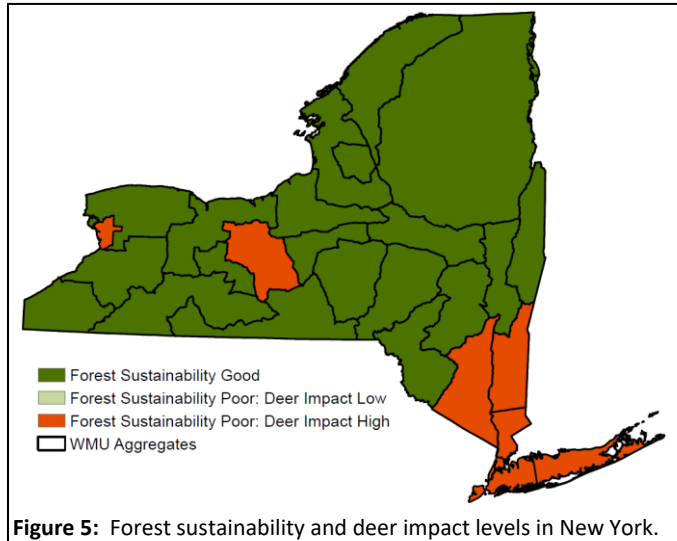 Forest Sustainability Good
Forest Sustainability Poor: Deer Impact Low
Forest Sustainability Poor: Deer Impact High
WMU Aggregates
Figure 5: Forest sustainability and deer impact levels in New York.